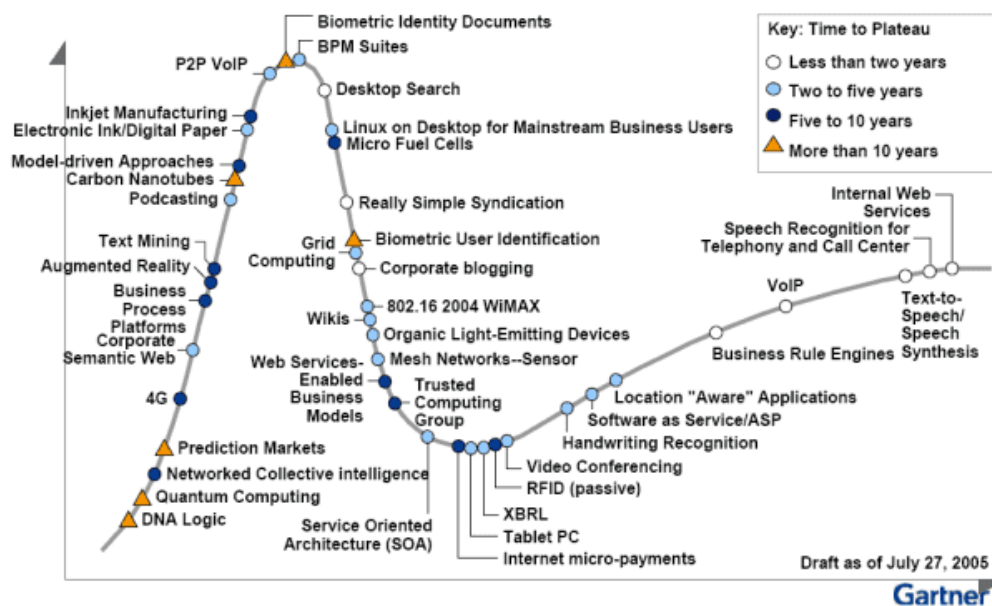 Biometric Identity Documents
BPM Suites
P2P VoIP
Desktop Search
Inkjet Manufacturing
Electronic Ink/Digital Paper
Linux on Desktop for Mainstream Business Users
Micro Fuel Cells
Model-driven Approaches
Carbon Nanotubes
Podcasting
Really Simple Syndication
Text Mining
Augmented Reality
Business
Process
Platforms
Corporate
Semantic Web
Grid
Computing
Biometric User Identification
Corporate blogging
802.16 2004 WiMAX
Wikis
Organic Light-Emitting Devices
Mesh Networks--Sensor
Web Services-
Enabled
Business
Models
Trusted
Computing
Group
4G
Prediction Markets
Networked Collective intelligence
Quantum Computing
DNA Logic
Service Oriented
Architecture (SOA)
Internet micro-payments
Tablet PC
XBRL
RFID (passive)
Video Conferencing
Handwriting Recognition
Software as Service/ASP
Location "Aware" Applications
Business Rule Engines
VoIP
Text-to-
Speech/
Speech
Synthesis
Speech Recognition for
Telephony and Call Center
Internal Web
Services
Key: Time to Plateau
Less than two years
Two to five years
Five to 10 years
More than 10 years
Draft as of July 27, 2005
Gartner